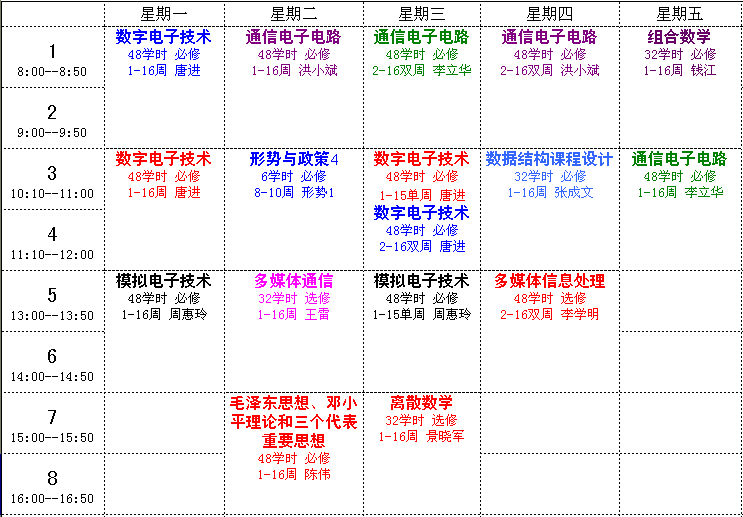 星期一 星期二 星期三 星期四 星期五
1
8:00--8:50
数字电子技术
48学时 必修
1-16周 唐进
通信电子电路
48学时 必修
1-16周 洪小斌
通信电子电路
48学时 必修
2-16双周 李立华
通信电子电路
48学时 必修
2-16双周 洪小斌
组合数学
32学时 必修
1-16周 钱江
2
9:00--9:50
3
10:10--11:00
数字电子技术
48学时 必修
1-16周 唐进
形势与政策4
6学时 必修
8-10周 形势1
数字电子技术
48学时 必修
1-15单周 唐进
数字电子技术
48学时 必修
2-16双周 唐进
数据结构课程设计
32学时 必修
1-16周 张成文
通信电子电路
48学时 必修
1-16周 李立华
4
11:10--12:00
5
13:00--13:50
模拟电子技术
48学时 必修
1-16周 周惠玲
多媒体通信
32学时 选修
1-16周 王雷
模拟电子技术
48学时 必修
1-15单周 周惠玲
多媒体信息处理
48学时 选修
2-16双周 李学明
6
14:00--14:50
7
15:00--15:50
毛泽东思想、邓小
平理论和三个代表
重要思想
48学时 必修
1-16周 陈伟
离散数学
32学时 选修
1-16周 景晓军
8
16:00--16:50